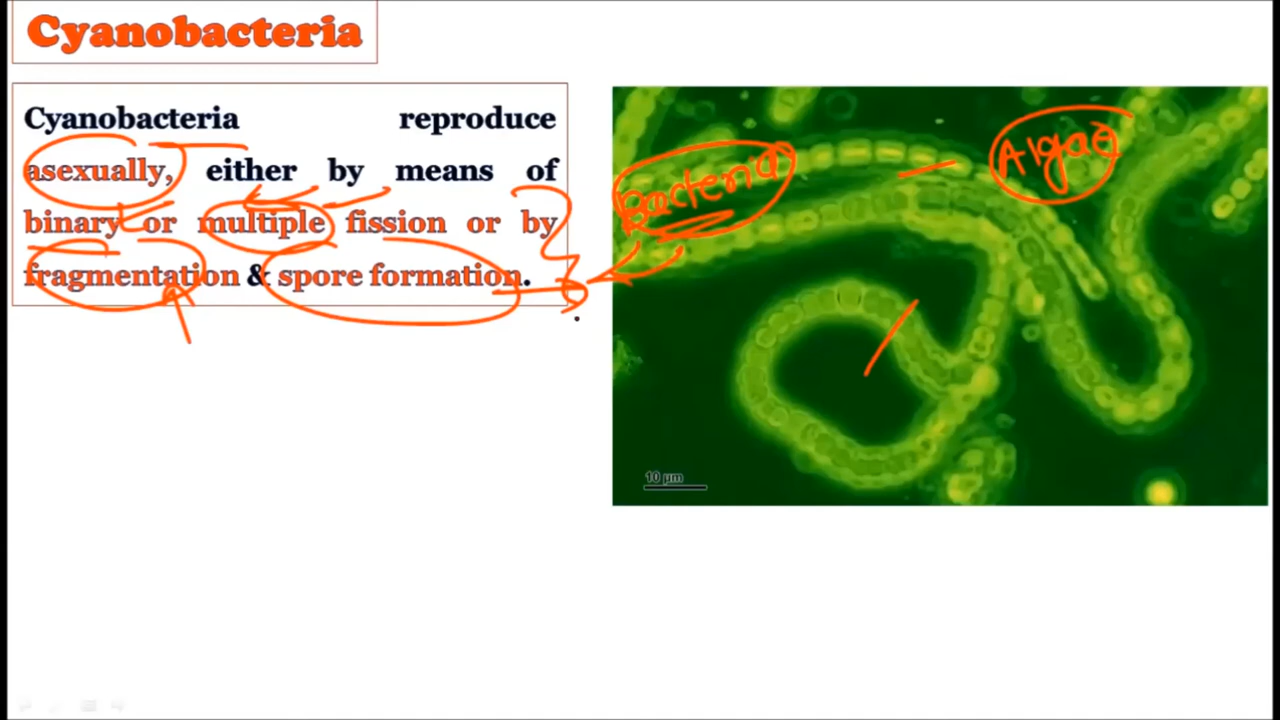 Cyanobacteria
Cyanobacteria reproduce
asexually, either by means of
binary or multiple fission or by
fragmentation & spore formation.
Bacteria
Algae
10 µm